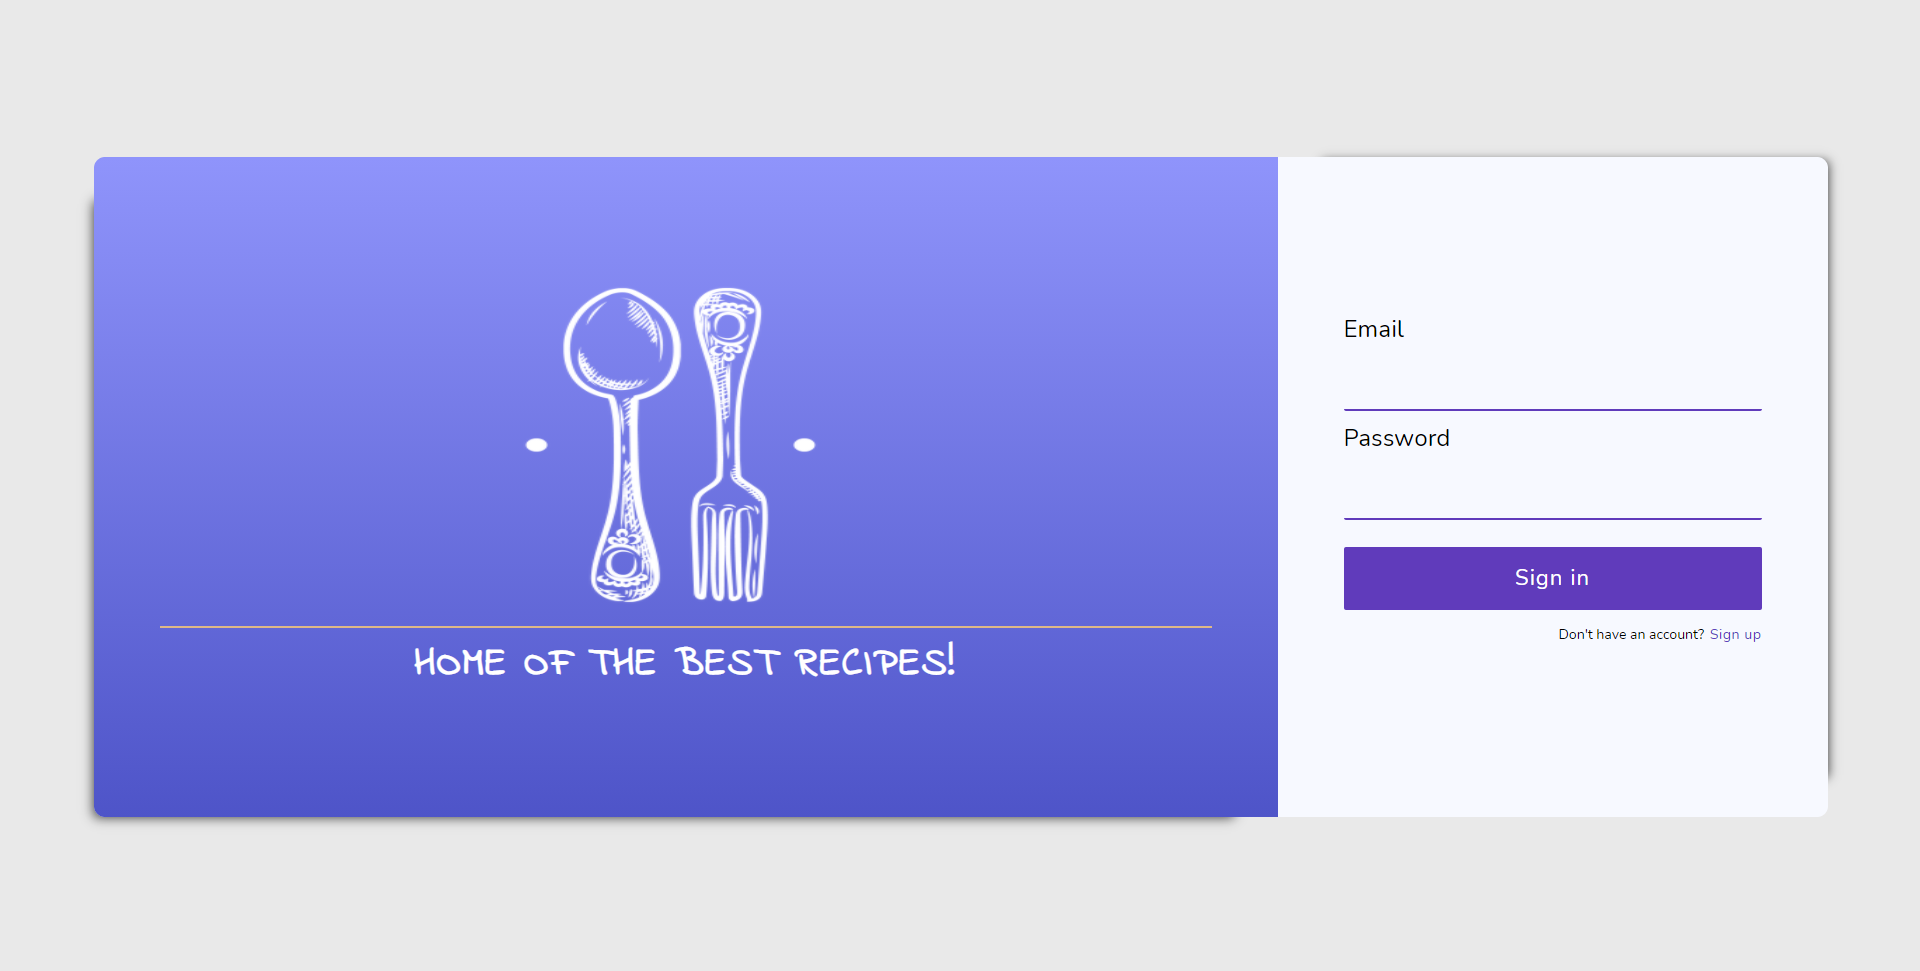 HOME OF THE BEST RECIPES!
Email
Password
Sign in
Don't have an account? Sign up